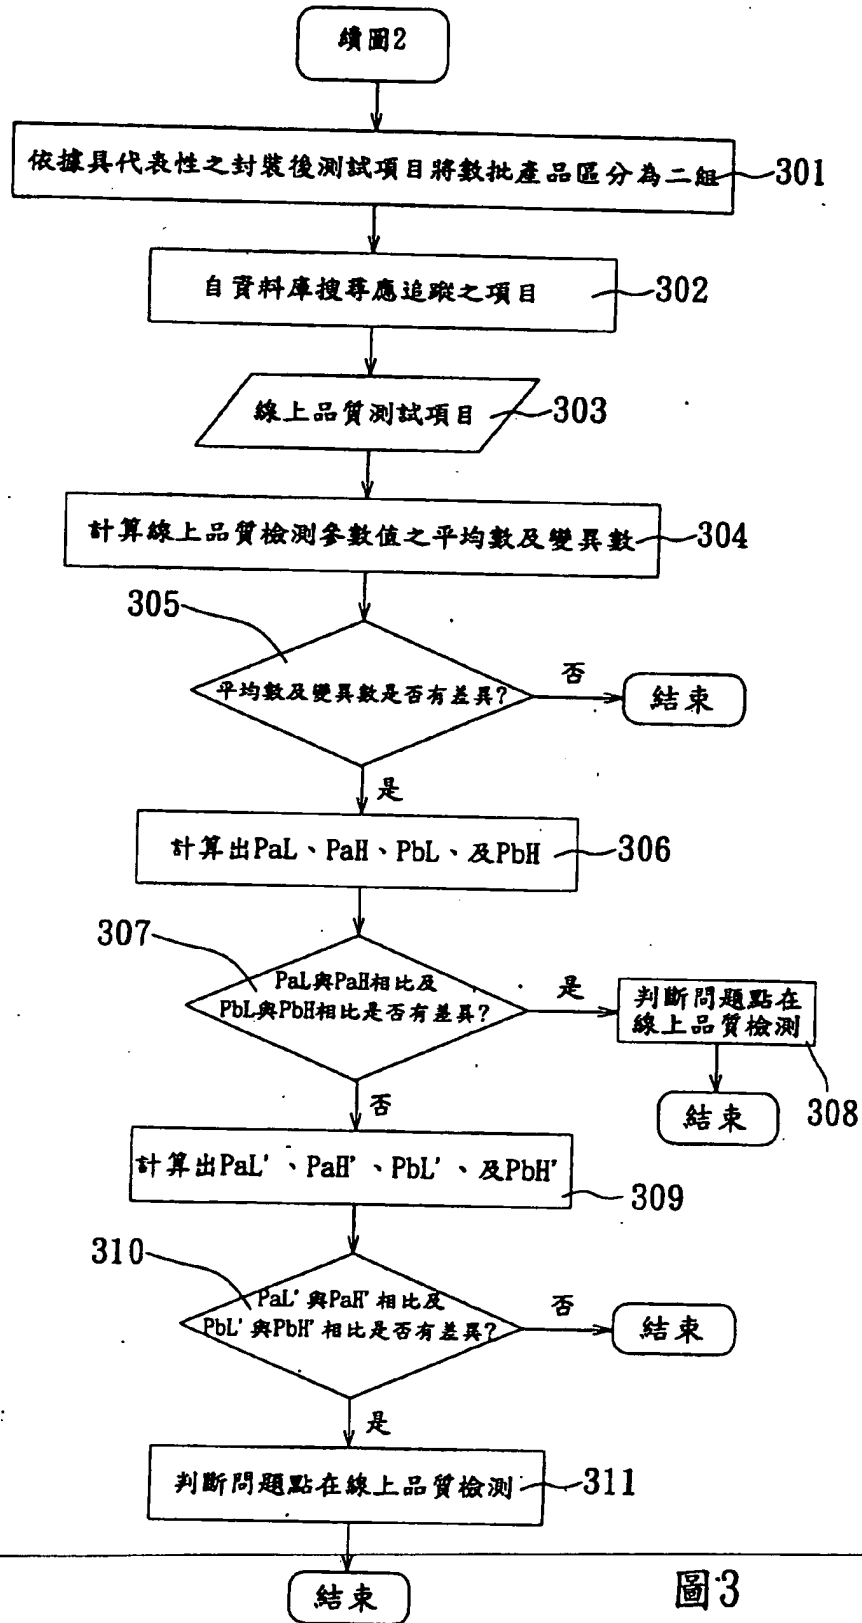 續圖2
依據具代表性之封裝後測試項目將數批產品區分為二組
301
自資料庫搜尋應追蹤之項目
302
線上品質測試項目
303
計算線上品質檢測參數值之平均數及變異數
304
305
平均數及變異數是否有差異?
否
結束
是
計算出PaL、PaH、PbL、及PbH
306
307
PaL與PaH相比及
PbL與PbH相比是否有差異?
是
判斷問題點在
線上品質檢測
308
結束
否
計算出PaL'、PaH'、PbL'、及PbH'
309
310
PaL'與PaH'相比及
PbL'與PbH'相比是否有差異?
否
結束
是
判斷問題點在線上品質檢測
311
結束
圖3